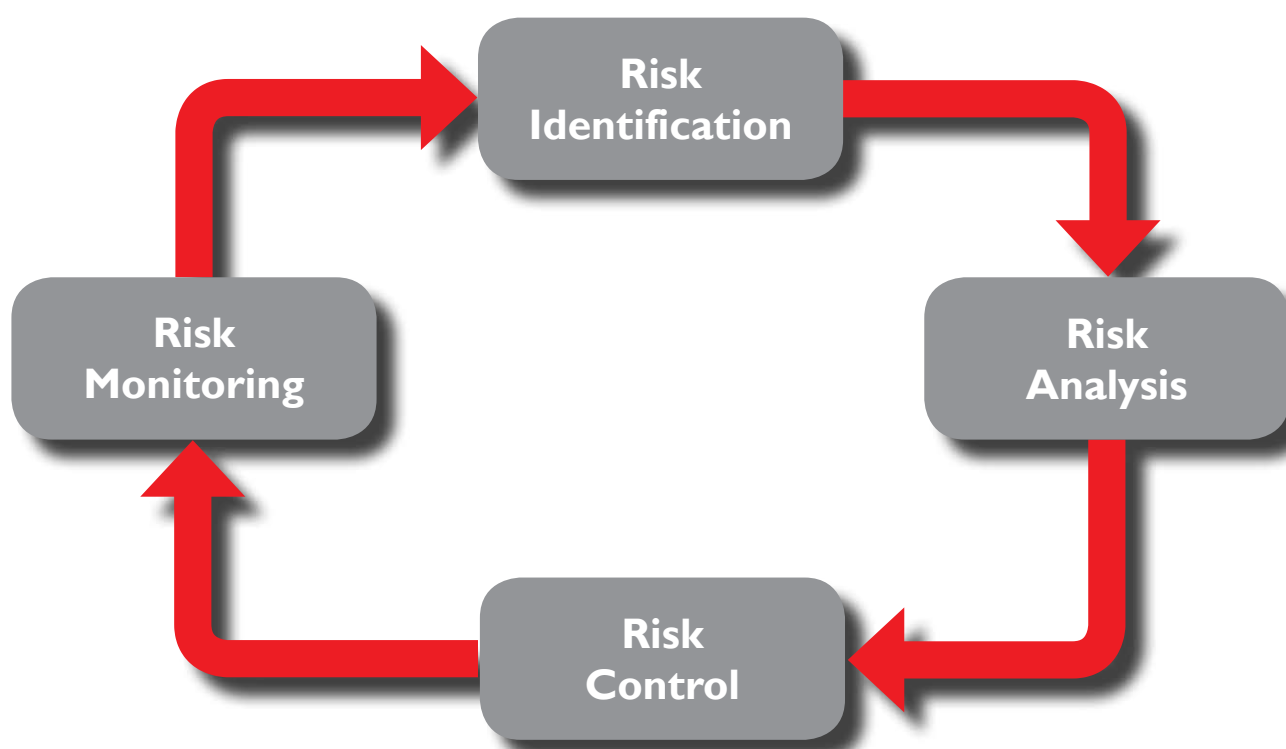 Risk
Identification
Risk
Analysis
Risk
Control
Risk
Monitoring